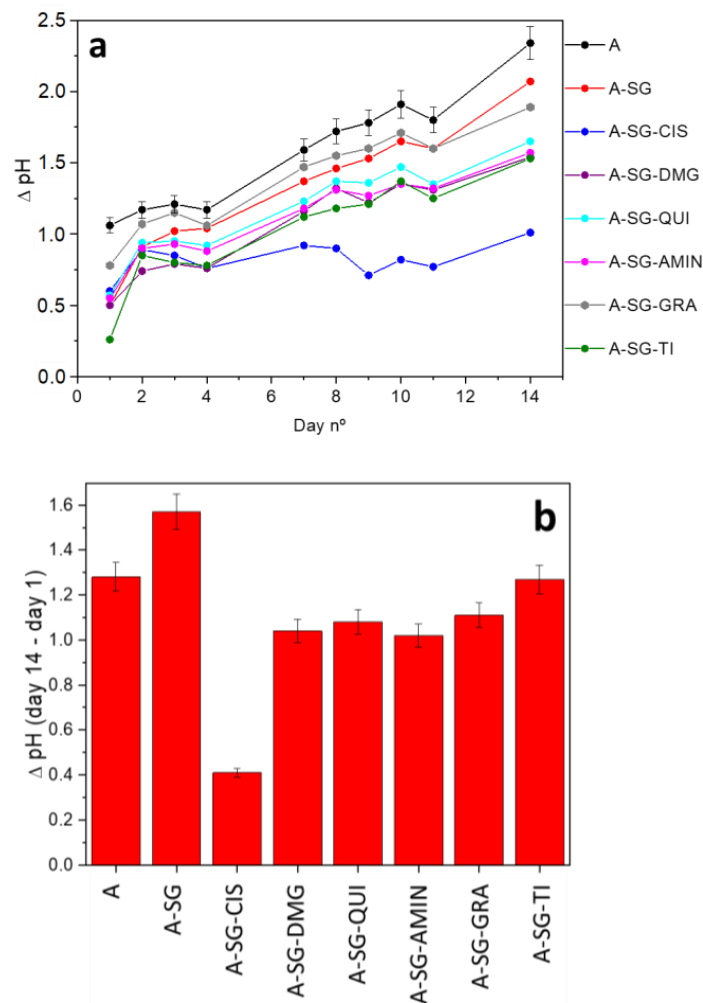 a
Δ pH
2.5
2.0
1.5
1.0
0.5
0.0
0 2 4 6 8 10 12 14
Day nº
A
A-SG
A-SG-CIS
A-SG-DMG
A-SG-QUI
A-SG-AMIN
A-SG-GRA
A-SG-TI
b
Δ pH (day 14 - day 1)
1.6
1.4
1.2
1.0
0.8
0.6
0.4
0.2
0.0
A
A-SG
A-SG-CIS
A-SG-DMG
A-SG-QUI
A-SG-AMIN
A-SG-GRA
A-SG-TI